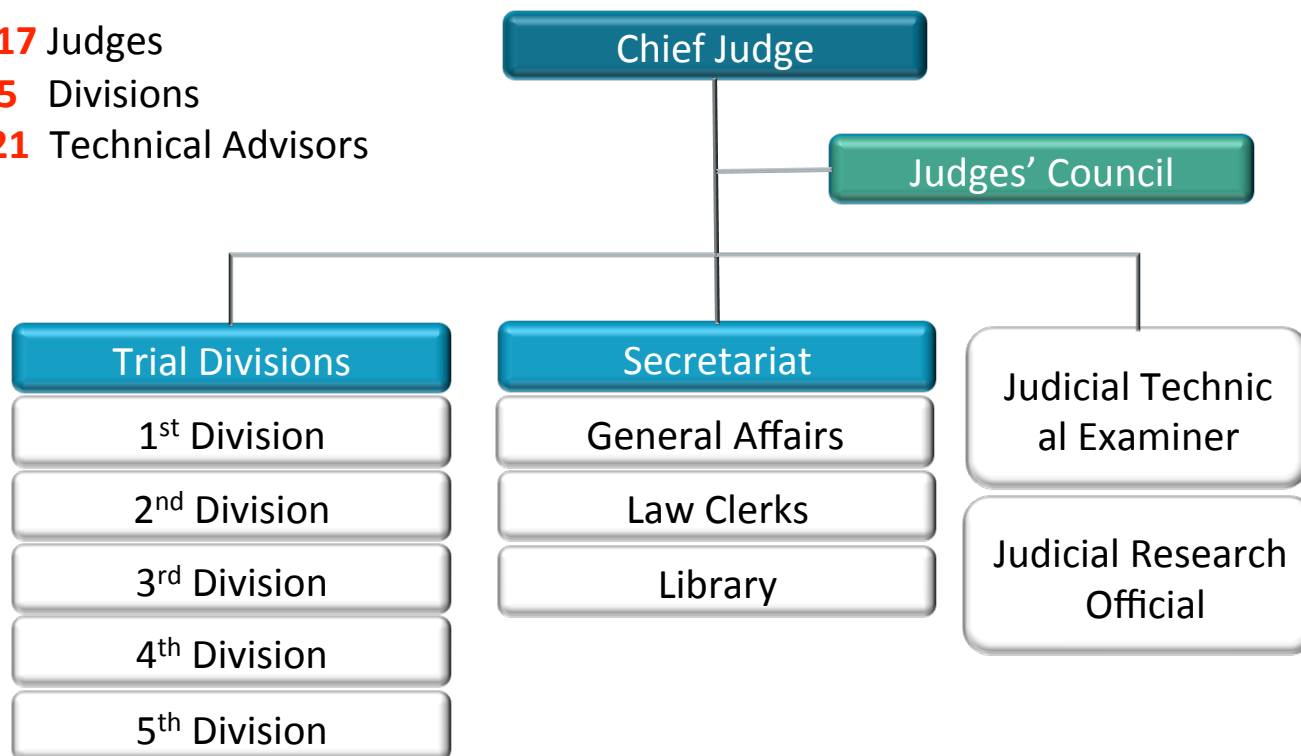 17 Judges
5 Divisions
21 Technical Advisors
Chief Judge
Judges’ Council
Trial Divisions
1st Division
2nd Division
3rd Division
4th Division
5th Division
Secretariat
General Affairs
Law Clerks
Library
Judicial Technic
al Examiner
Judicial Research
Official